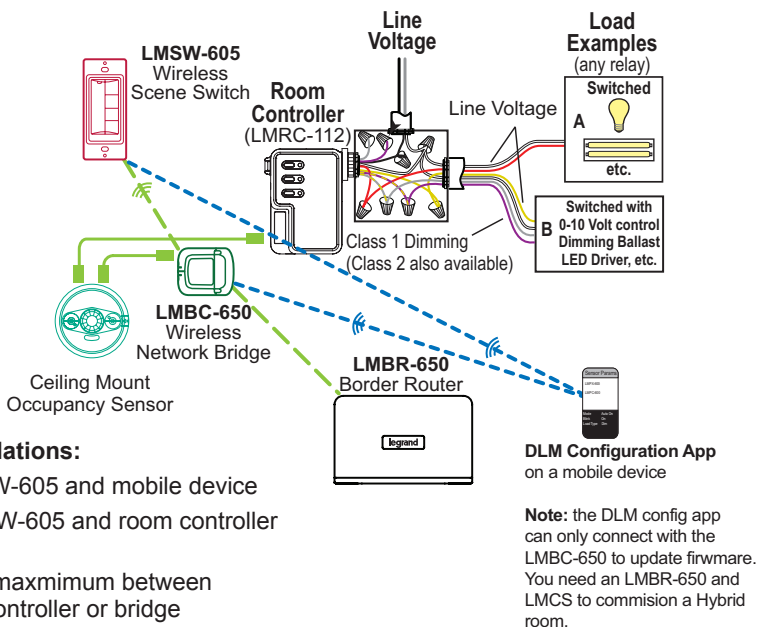 LMSW-605
Wireless
Scene Switch
Room
Controller
(LMRC-112)
Line
Voltage
Line Voltage
Load
Examples
(any relay)
Switched
A
etc.
Switched with
B 0-10 Volt control
Dimming Ballast
LED Driver, etc.
Class 1 Dimming
(Class 2 also available)
LMBC-650
Wireless
Network Bridge
Ceiling Mount
Occupancy Sensor
LMBR-650
Border Router
legrand
Sensor Params
DLM Configuration App
on a mobile device
Note: the DLM config app
can only connect with the
LMBC-650 to update firwmare.
You need an LMBR-650 and
LMCS to commision a Hybrid
room.
lations:
W-605 and mobile device
W-605 and room controller
maxmimum between
ontroller or bridge